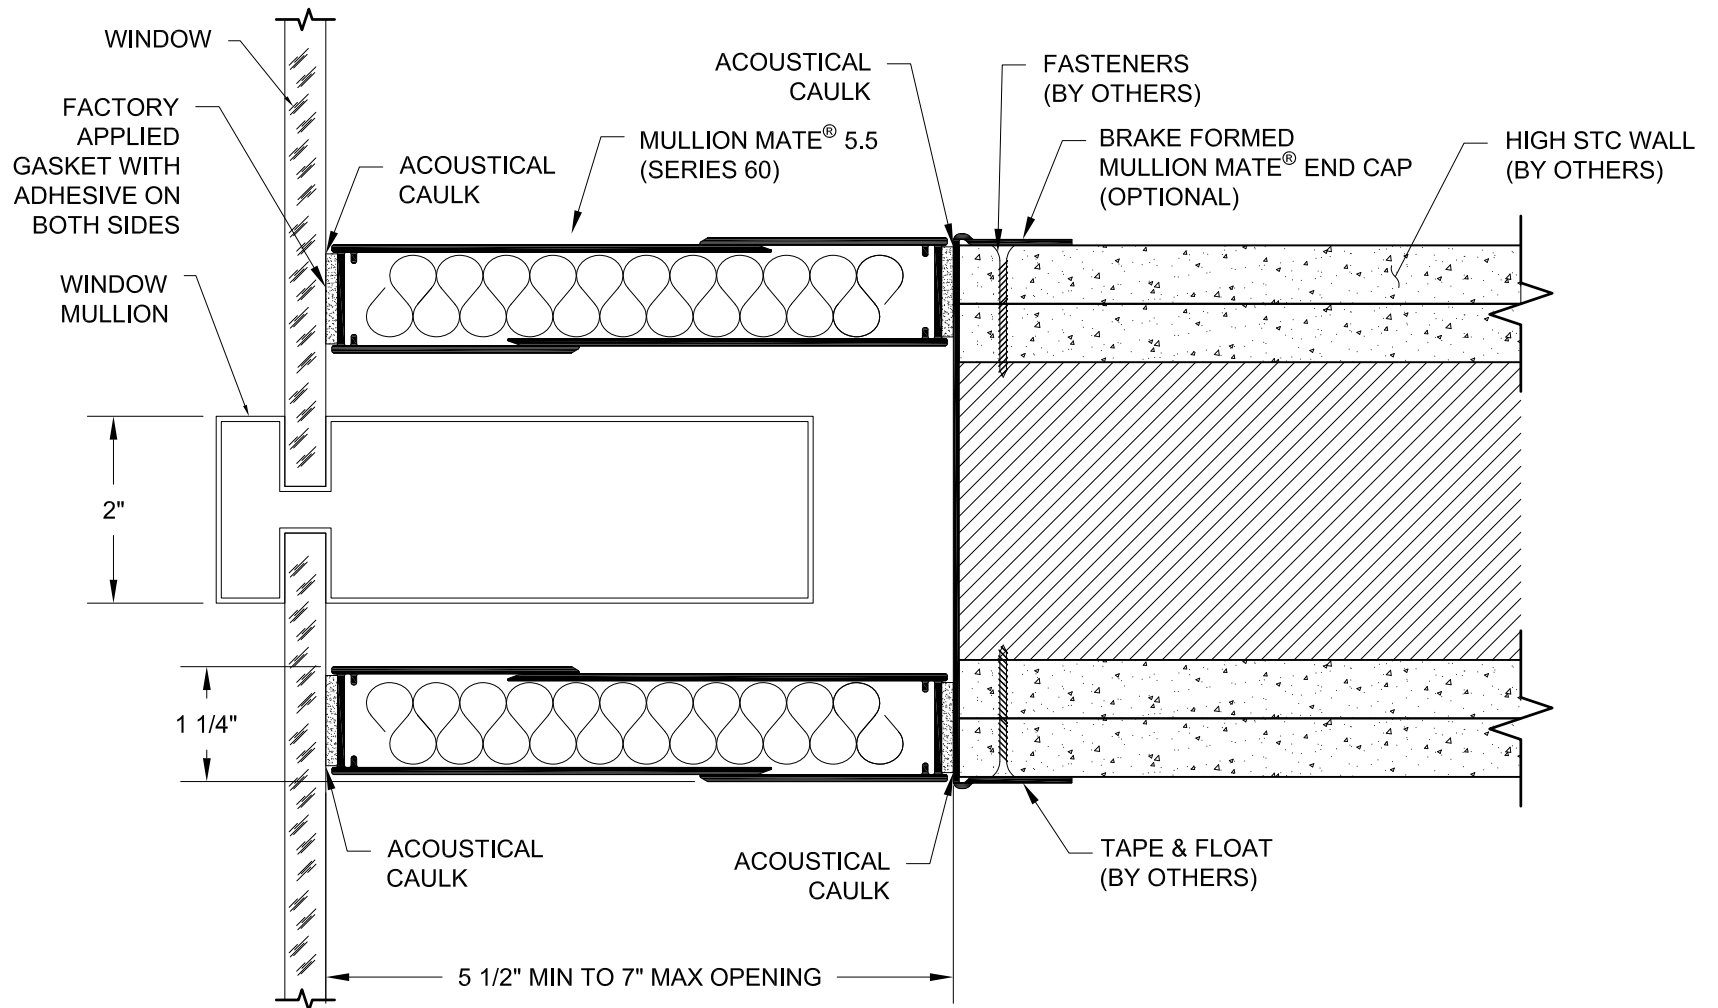 WINDOW
FACTORY
APPLIED
GASKET WITH
ADHESIVE ON
BOTH SIDES
WINDOW
MULLION
ACOUSTICAL
CAULK
MULLION MATE® 5.5
(SERIES 60)
ACOUSTICAL
CAULK
FASTENERS
(BY OTHERS)
BRAKE FORMED
MULLION MATE® END CAP
(OPTIONAL)
HIGH STC WALL
(BY OTHERS)
2"
1 1/4"
ACOUSTICAL
CAULK
ACOUSTICAL
CAULK
TAPE & FLOAT
(BY OTHERS)
5 1/2" MIN TO 7" MAX OPENING